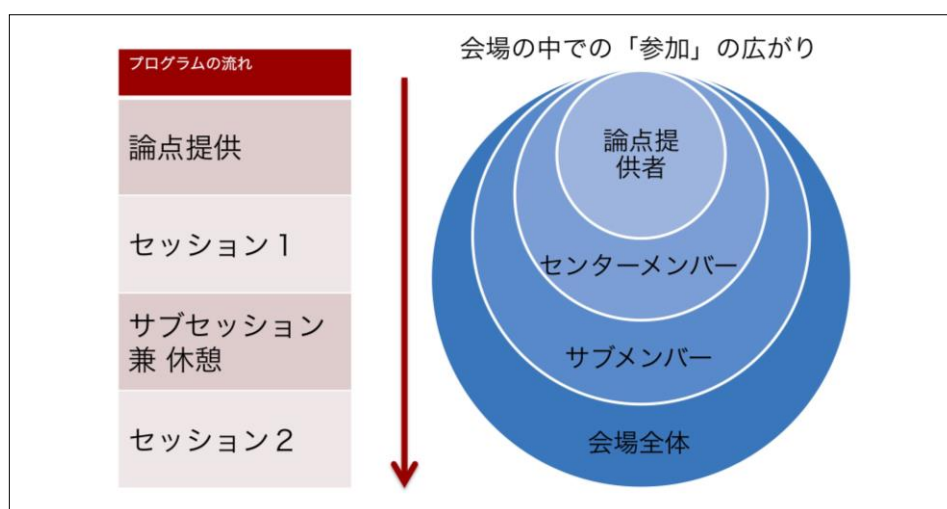 プログラムの流れ
論点提供
セッション1
サブセッション
兼 休憩
セッション2
会場の中での「参加」の広がり
論点提
供者
センターメンバー
サブメンバー
会場全体